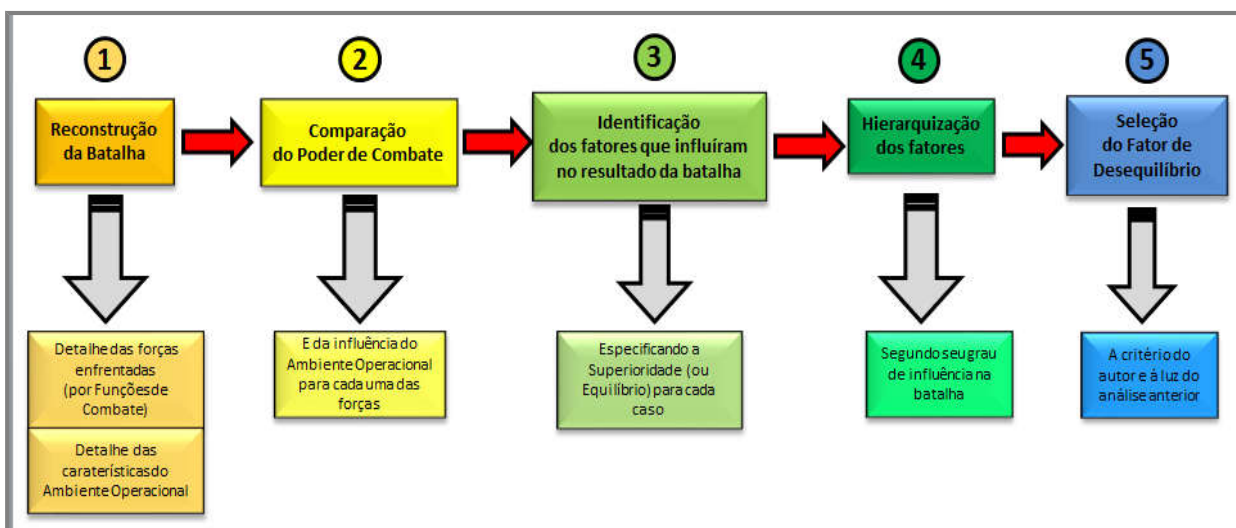 1
2
3
4
5
Reconstrução
da Batalha
Comparação
do Poder de Combate
Identificação
dos fatores que influíram
no resultado da batalha
Hierarquização
dos fatores
Seleção
do Fator de
Desequilíbrio
Detalhe das forças
enfrentadas
(por Funções de
Combate)
Detalhe das
caraterísticas do
Ambiente Operacional
E da influência do
Ambiente Operacional
para cada uma das
forças
Especificando a
Superioridade (ou
Equilíbrio) para cada
caso
Segundo seu grau
de influência na
batalha
A critério do
autor e à luz do
análise anterior